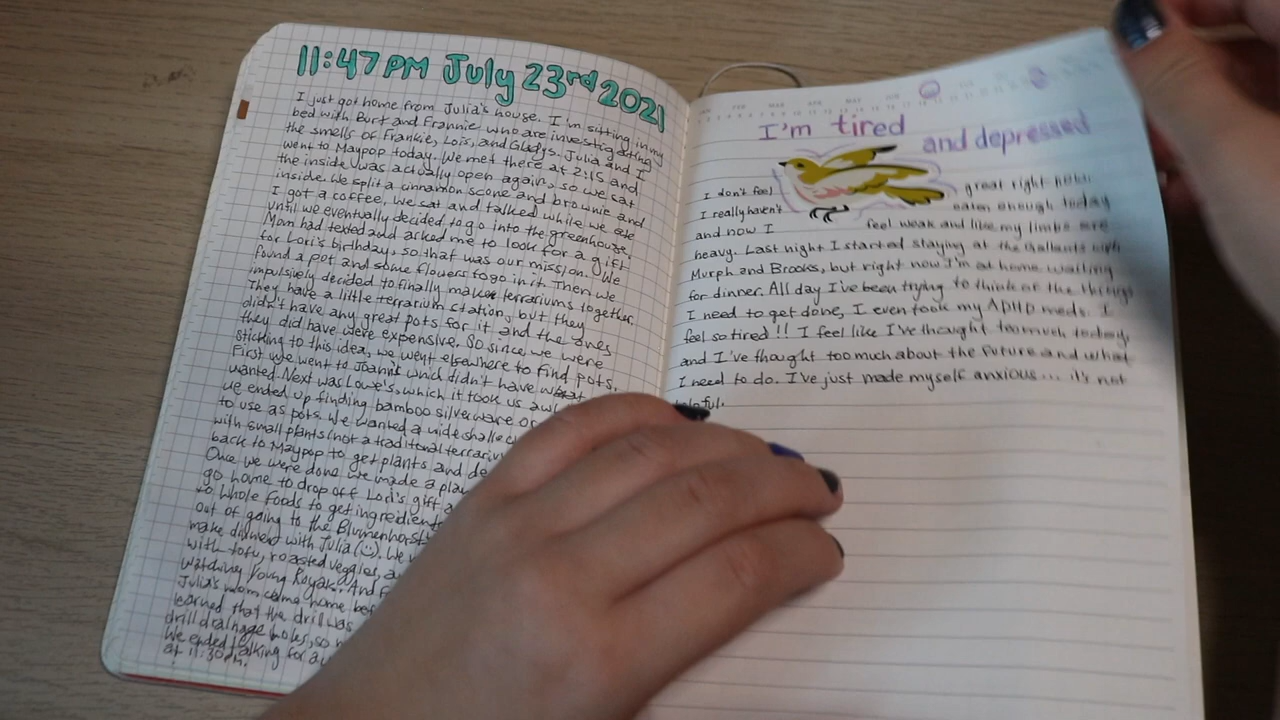 11:47 PM July 23rd 2021
I just got home from Julia's house. I'm sitting in my
bed with Burt and Frannie who are investigating
the smells of Frankie, Lois, and Gladys. Julia and I
went to Maypop today. We met there at 2:15 and
the inside was actually open again, so we sat
inside. We split a cinnamon scone and brownie and
I got a coffee. We sat and talked while we ate
until we eventually decided to go into the greenhouse.
Mom had texted and asked me to look for a gift
for Lori's birthday, so that was our mission. We
found a pot and some flowers to go in it. Then we
impulsively decided to finally make terrariums together.
They have a little terrarium station, but they
didn't have any great pots for it and the ones
they did have were expensive. So since we were
sticking to this idea, we went elsewhere to find pots.
First we went to Joann's which didn't have what
wanted. Next was Lowe's, which it took us
we ended up finding bamboo silverware
to use as pots. We wanted a wide shallow
with small plants (not a traditional terrarium
back to Maypop to get plants and
Once we were done we made a plan
go home to drop off Lori's gift
to Whole Foods to get ingredients
out of going to the Blumenhorst
make dinner with Julia (☺). We
with tofu, roasted veggies,
watching Young Royals. And
Julia's mom came home
learned that the drill was
drill drainage holes, so
We ended talking for
at 11:30 pm.
JAN FEB MAR APR MAY JUN
I'm tired
and depressed
I don't feel great right now.
I really haven't eaten enough today
and now I feel weak and like my limbs are
heavy. Last night I started staying at the Gallants with
Murph and Brooks, but right now I'm at home waiting
for dinner. All day I've been trying to think of the things
I need to get done, I even took my ADHD meds. I
feel so tired!! I feel like I've thought too much today,
and I've thought too much about the future and what
I need to do. I've just made myself anxious... it's not
helpful.